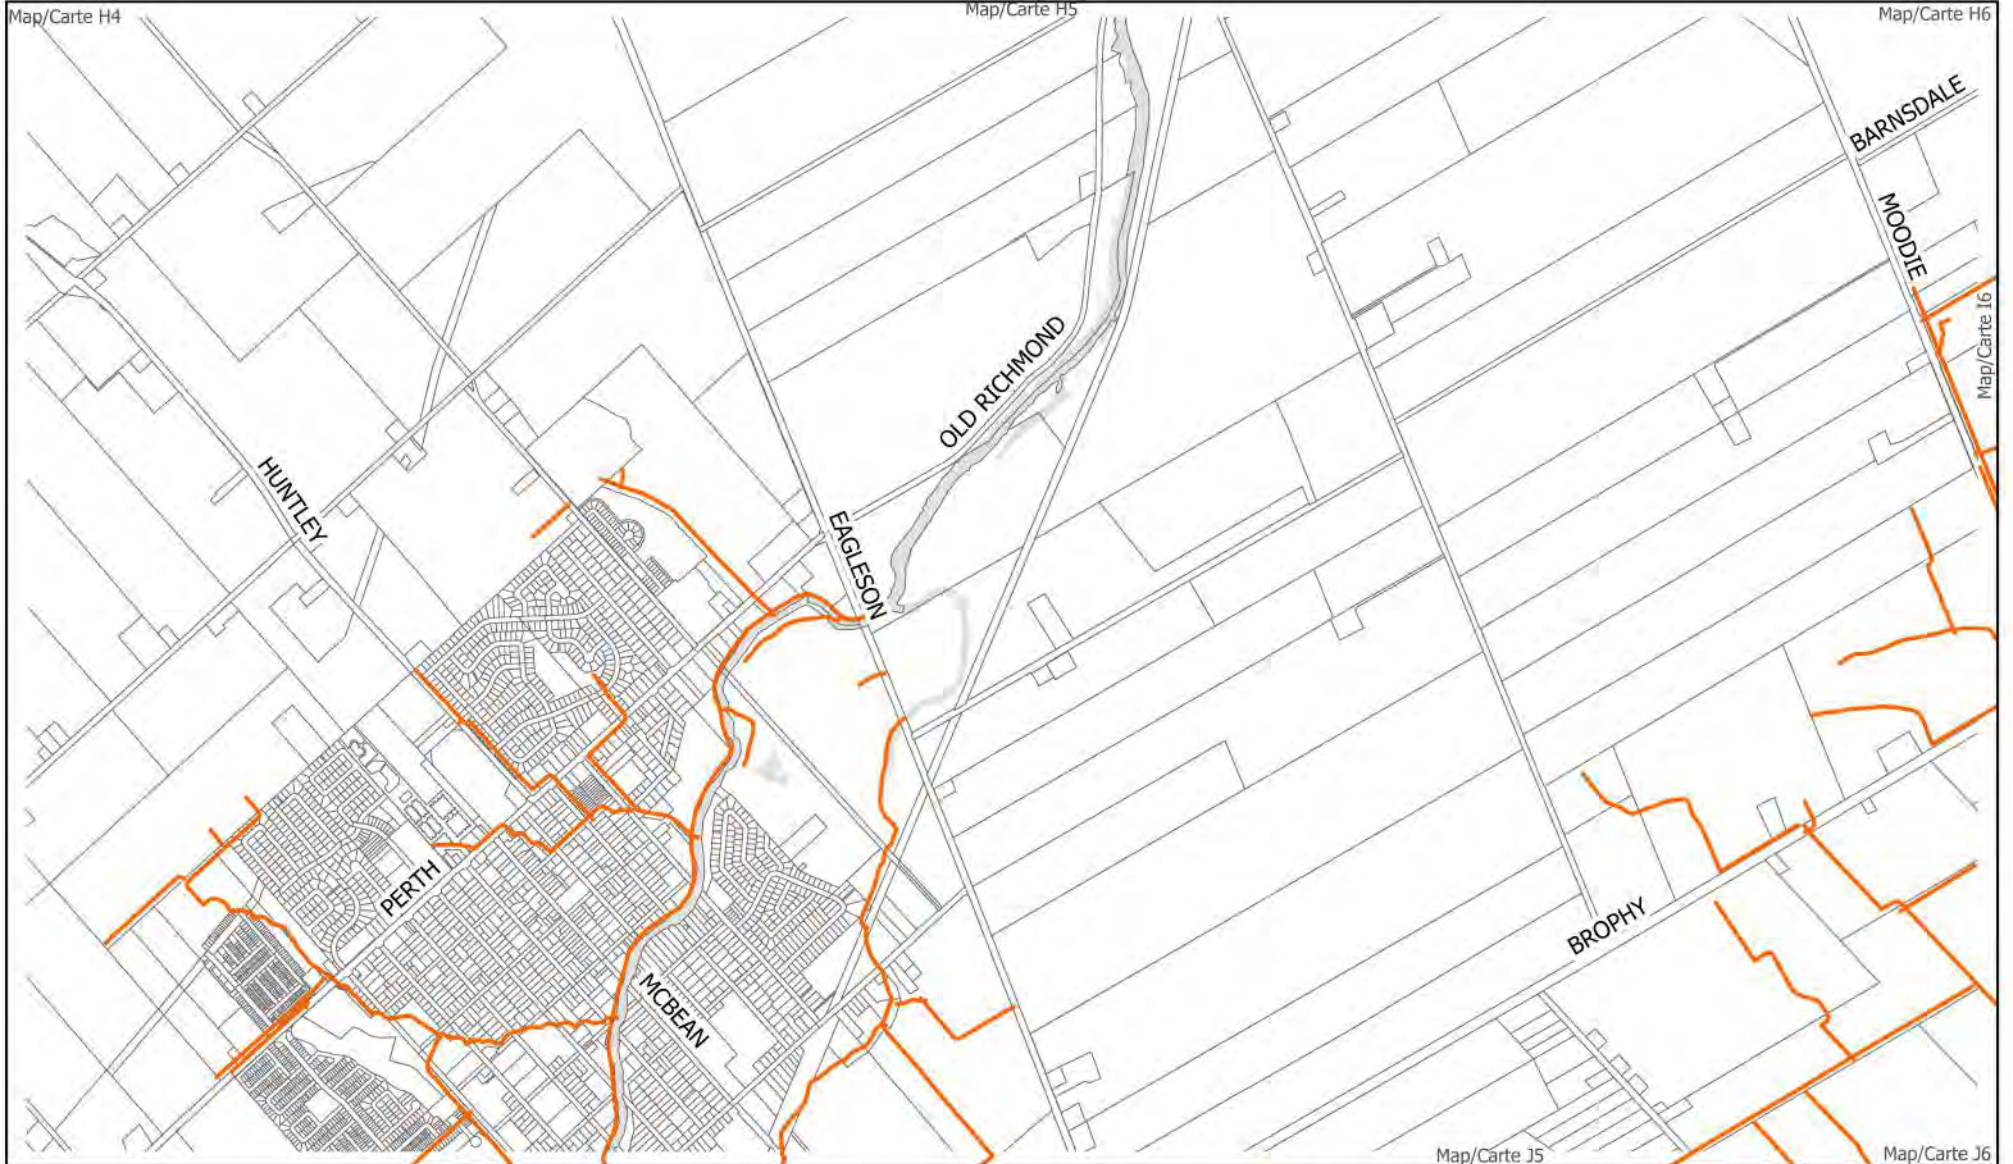 Map/Carte H4
Map/Carte H5
Map/Carte H6
BARNSDALE
MOODIE
Map/Carte I6
OLD RICHMOND
HUNTLEY
EAGLESON
PERTH
BROPHY
MCBEAN
Map/Carte J5
Map/Carte J6